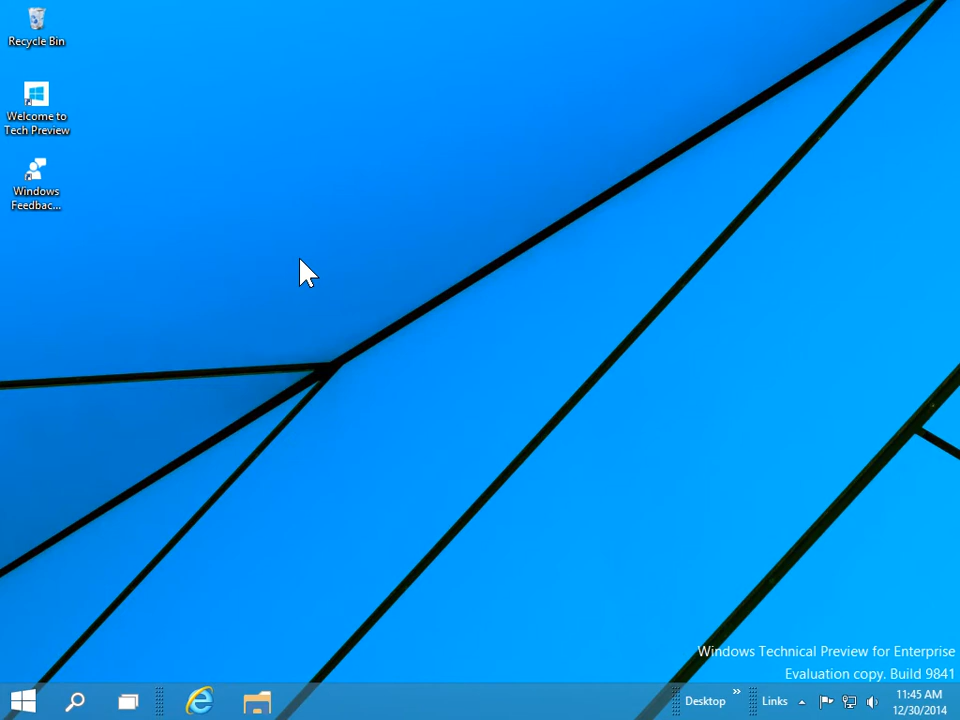 Recycle Bin
Welcome to
Tech Preview
Windows
Feedbac...
Windows Technical Preview for Enterprise
Evaluation copy. Build 9841
Desktop
Links
11:45 AM
12/30/2014